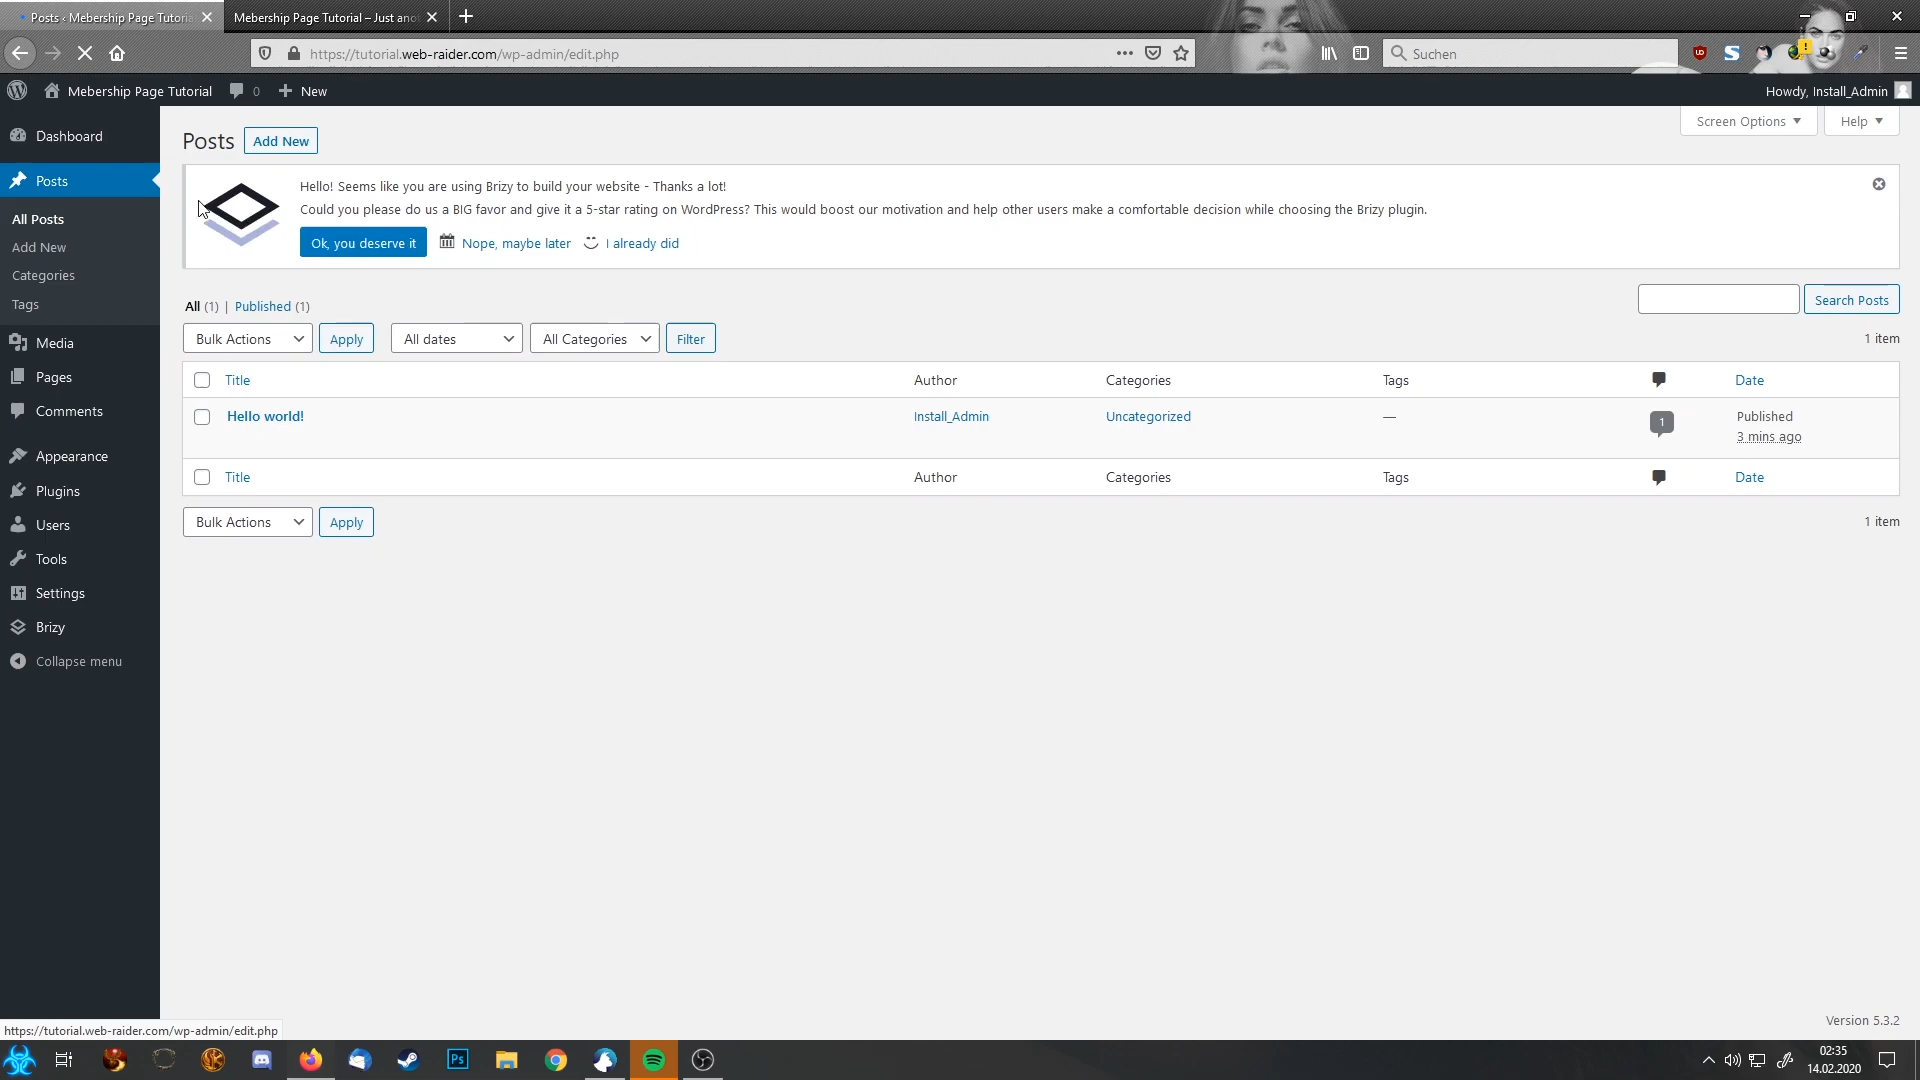 Posts ‹ Mebership Page Tutoria
Mebership Page Tutorial – Just ano
https://tutorial.web-raider.com/wp-admin/edit.php
Suchen
Mebership Page Tutorial
0
New
Howdy, Install_Admin
Screen Options
Help
Dashboard
Posts
All Posts
Add New
Categories
Tags
Media
Pages
Comments
Appearance
Plugins
Users
Tools
Settings
Brizy
Collapse menu
Posts
Add New
Hello! Seems like you are using Brizy to build your website - Thanks a lot!
Could you please do us a BIG favor and give it a 5-star rating on WordPress? This would boost our motivation and help other users make a comfortable decision while choosing the Brizy plugin.
Ok, you deserve it
Nope, maybe later
I already did
All (1) | Published (1)
Search Posts
Bulk Actions
Apply
All dates
All Categories
Filter
1 item
Title
Author
Categories
Tags
Date
Hello world!
Install_Admin
Uncategorized
—
1
Published
3 mins ago
Title
Author
Categories
Tags
Date
Bulk Actions
Apply
1 item
Version 5.3.2
https://tutorial.web-raider.com/wp-admin/edit.php
Ps
02:35
14.02.2020